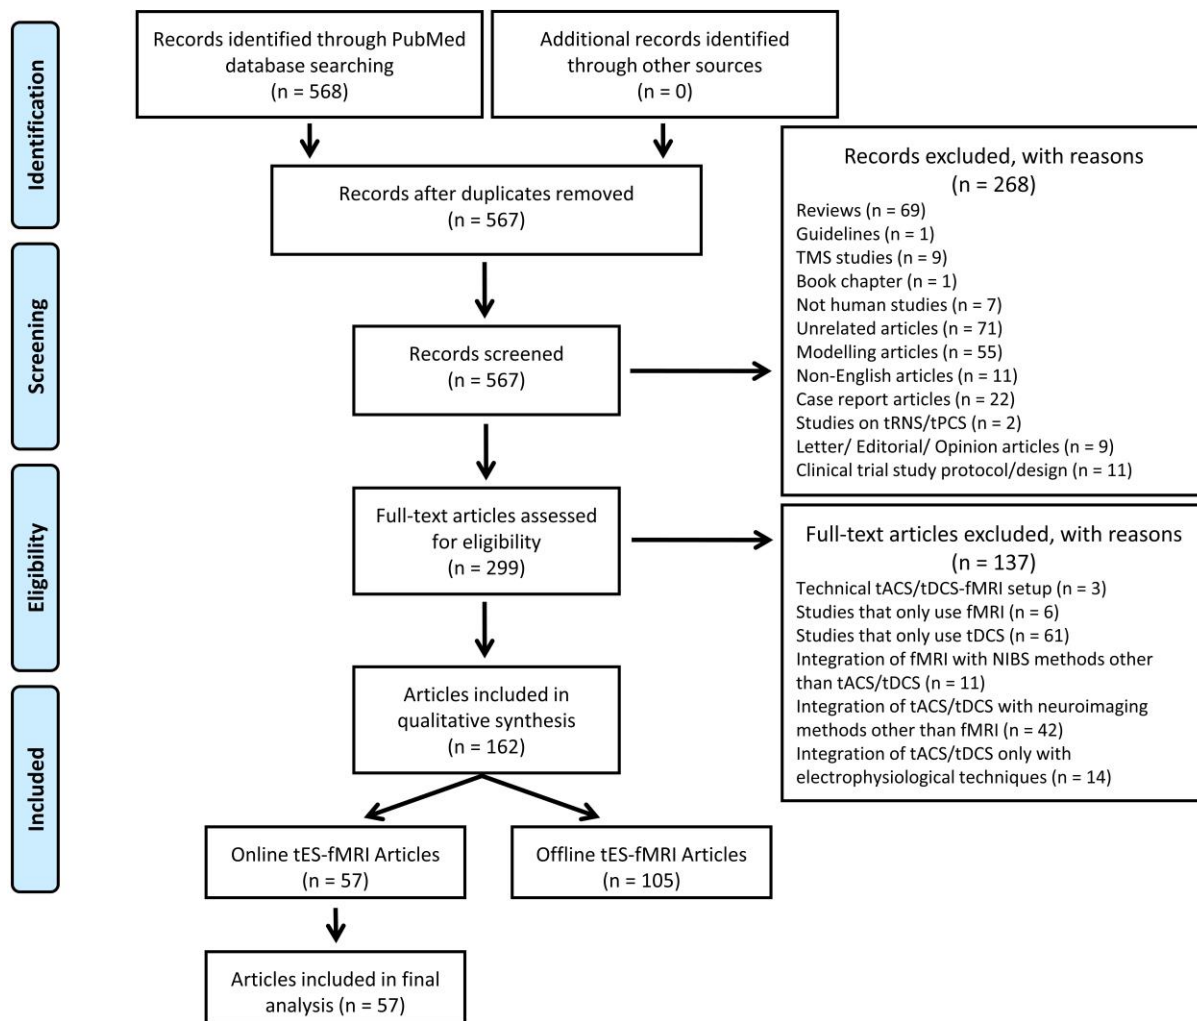 Identification
Records identified through PubMed
database searching
(n = 568)
Additional records identified
through other sources
(n = 0)
Records after duplicates removed
(n = 567)
Screening
Records screened
(n = 567)
Records excluded, with reasons
(n = 268)
Reviews (n = 69)
Guidelines (n = 1)
TMS studies (n = 9)
Book chapter (n = 1)
Not human studies (n = 7)
Unrelated articles (n = 71)
Modelling articles (n = 55)
Non-English articles (n = 11)
Case report articles (n = 22)
Studies on tRNS/tPCS (n = 2)
Letter/ Editorial/ Opinion articles (n = 9)
Clinical trial study protocol/design (n = 11)
Eligibility
Full-text articles assessed
for eligibility
(n = 299)
Full-text articles excluded, with reasons
(n = 137)
Technical tACS/tDCS-fMRI setup (n = 3)
Studies that only use fMRI (n = 6)
Studies that only use tDCS (n = 61)
Integration of fMRI with NIBS methods other
than tACS/tDCS (n = 11)
Integration of tACS/tDCS with neuroimaging
methods other than fMRI (n = 42)
Integration of tACS/tDCS only with
electrophysiological techniques (n = 14)
Included
Articles included in
qualitative synthesis
(n = 162)
Online tES-fMRI Articles
(n = 57)
Offline tES-fMRI Articles
(n = 105)
Articles included in final
analysis (n = 57)